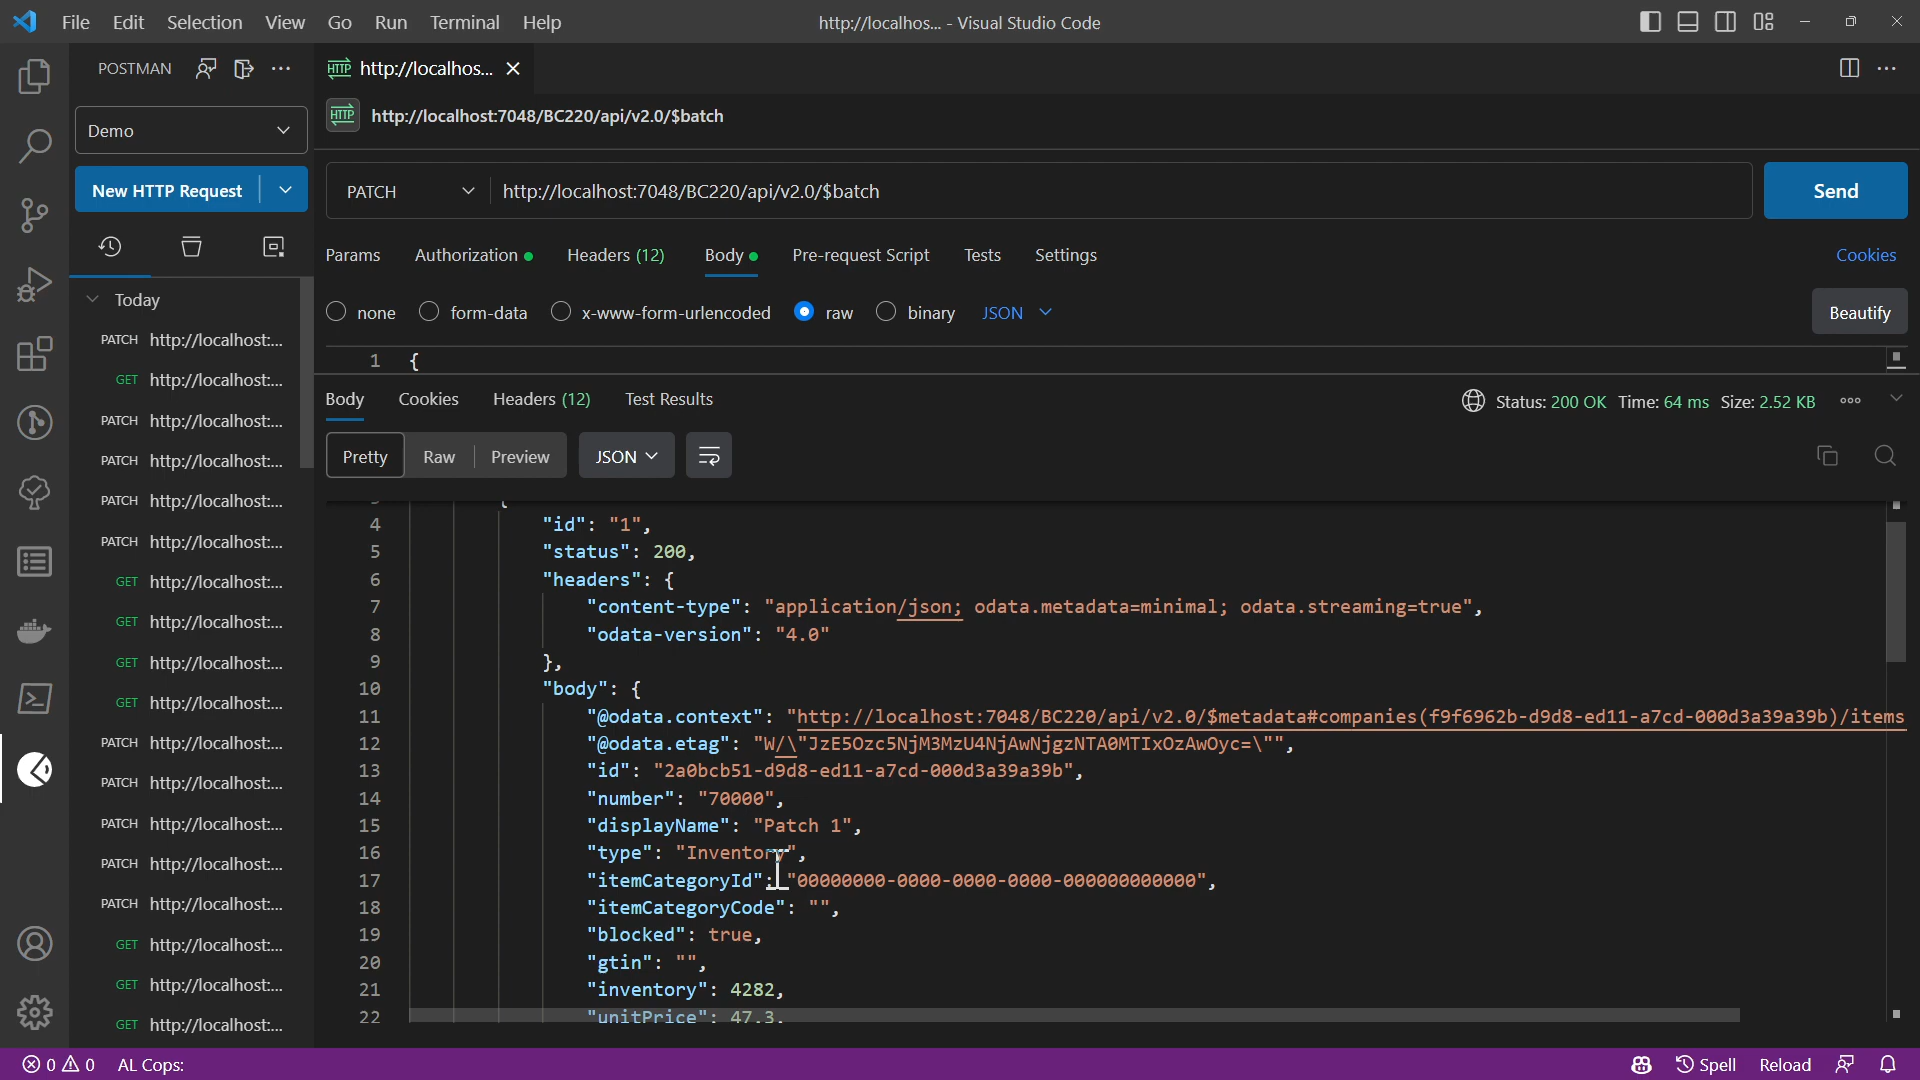 File Edit Selection View Go Run Terminal Help
http://localhos... - Visual Studio Code
POSTMAN
HTTP http://localhos...
Demo
HTTP http://localhost:7048/BC220/api/v2.0/$batch
New HTTP Request
PATCH http://localhost:7048/BC220/api/v2.0/$batch
Send
Params Authorization Headers (12) Body Pre-request Script Tests Settings Cookies
Today
none form-data x-www-form-urlencoded raw binary JSON
Beautify
PATCH http://localhost:...
GET http://localhost:...
PATCH http://localhost:...
PATCH http://localhost:...
PATCH http://localhost:...
PATCH http://localhost:...
GET http://localhost:...
GET http://localhost:...
GET http://localhost:...
GET http://localhost:...
PATCH http://localhost:...
PATCH http://localhost:...
PATCH http://localhost:...
PATCH http://localhost:...
PATCH http://localhost:...
GET http://localhost:...
GET http://localhost:...
GET http://localhost:...
1 {
Body Cookies Headers (12) Test Results
Status: 200 OK Time: 64 ms Size: 2.52 KB
Pretty Raw Preview JSON
4 "id": "1",
5 "status": 200,
6 "headers": {
7 "content-type": "application/json; odata.metadata=minimal; odata.streaming=true",
8 "odata-version": "4.0"
9 },
10 "body": {
11 "@odata.context": "http://localhost:7048/BC220/api/v2.0/$metadata#companies(f9f6962b-d9d8-ed11-a7cd-000d3a39a39b)/items
12 "@odata.etag": "W/\"JzE5Ozc5NjM3MzU4NjAwNjgzNTA0MTIxOzAwOyc=\"",
13 "id": "2a0bcb51-d9d8-ed11-a7cd-000d3a39a39b",
14 "number": "70000",
15 "displayName": "Patch 1",
16 "type": "Inventory",
17 "itemCategoryId": "00000000-0000-0000-0000-000000000000",
18 "itemCategoryCode": "",
19 "blocked": true,
20 "gtin": "",
21 "inventory": 4282,
22 "unitPrice": 47.3,
0 0 AL Cops:
Spell Reload